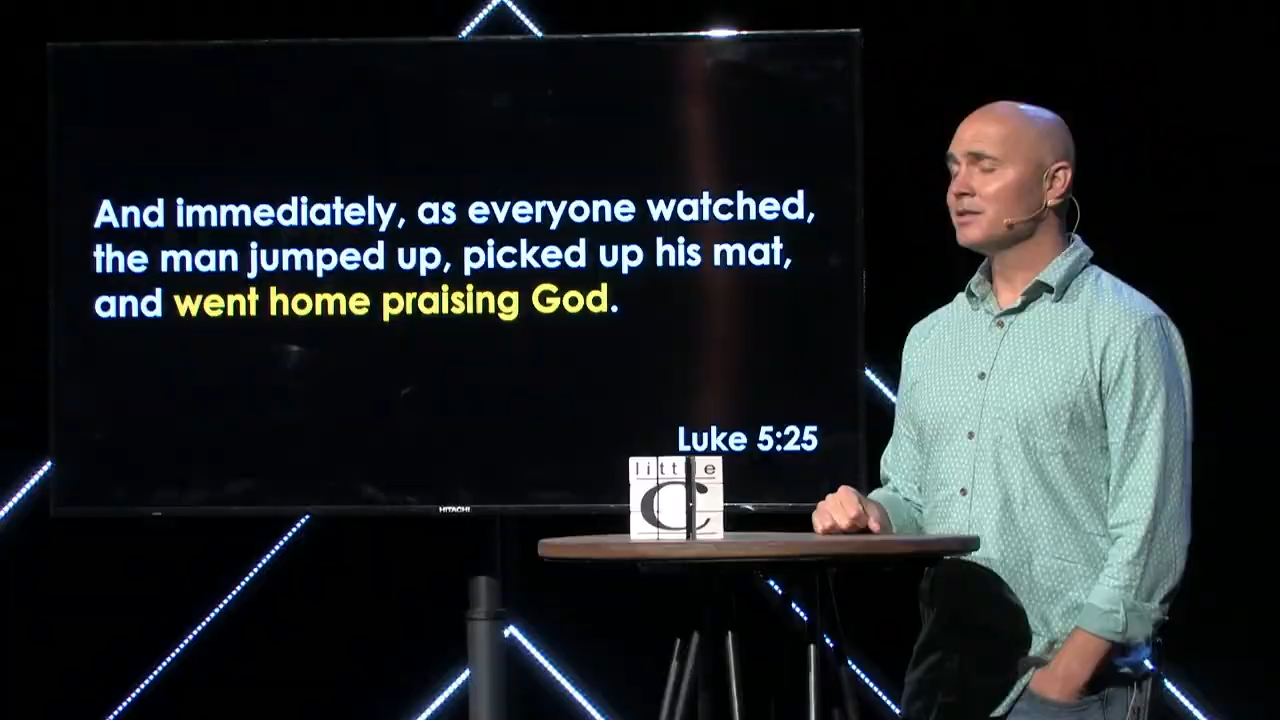 And immediately, as everyone watched,
the man jumped up, picked up his mat,
and went home praising God.
Luke 5:25
little
C
HITACHI